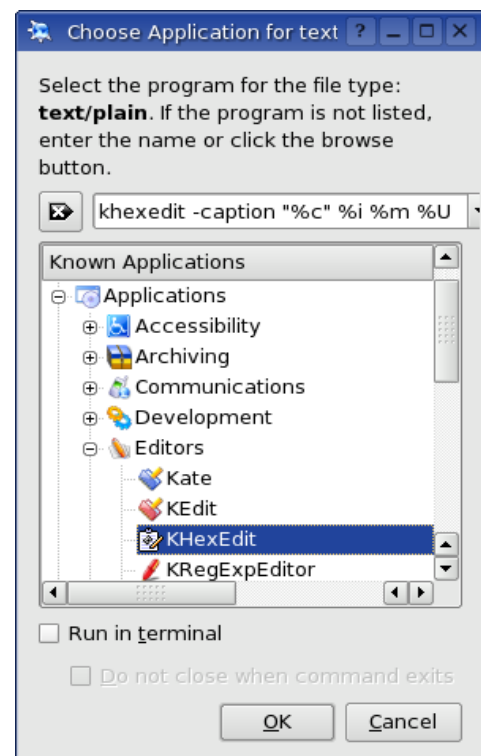 Choose Application for text
Select the program for the file type:
text/plain. If the program is not listed,
enter the name or click the browse
button.
khexedit -caption "%c" %i %m %U
Known Applications
Applications
Accessibility
Archiving
Communications
Development
Editors
Kate
KEdit
KHexEdit
KRegExpEditor
Run in terminal
Do not close when command exits
OK Cancel